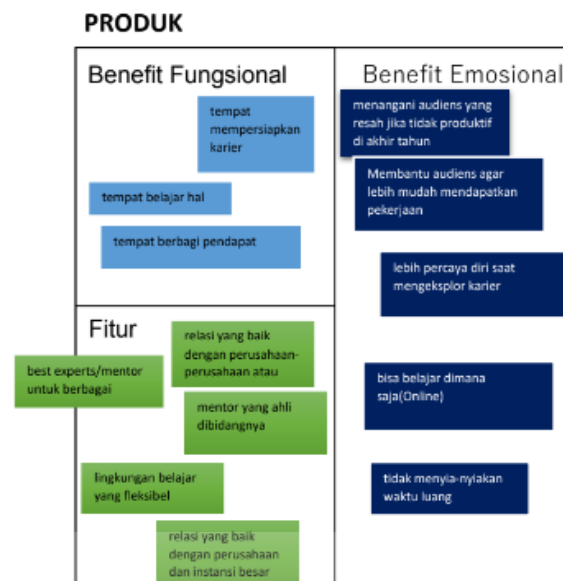 PRODUK
Benefit Fungsional
tempat
mempersiapkan
karier
tempat belajar hal
tempat berbagi pendapat
Benefit Emosional
menangani audiens yang
resah jika tidak produktif
di akhir tahun
Membantu audiens agar
lebih mudah mendapatkan
pekerjaan
lebih percaya diri saat
mengeksplor karier
bisa belajar dimana
saja(Online)
tidak menyia-nyiakan
waktu luang
Fitur
relasi yang baik
dengan perusahaan-
perusahaan atau
best experts/mentor
untuk berbagai
mentor yang ahli
dibidangnya
lingkungan belajar
yang fleksibel
relasi yang baik
dengan perusahaan
dan instansi besar